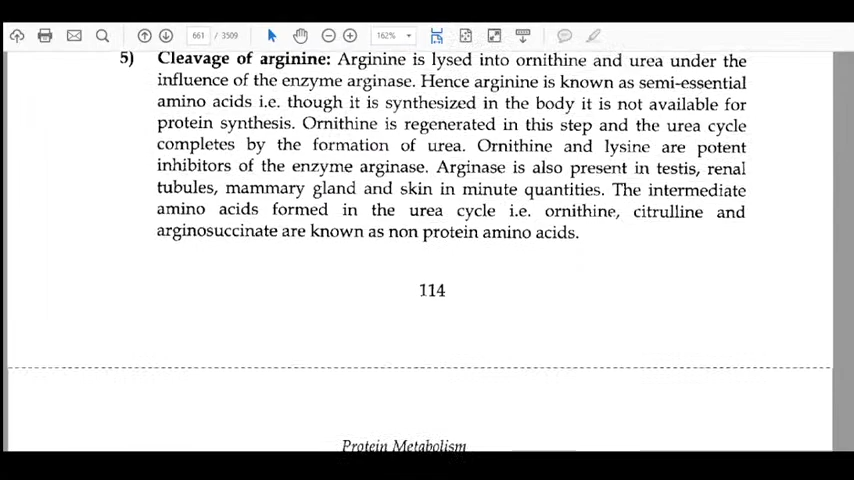 661 / 3509 162%
5) Cleavage of arginine: Arginine is lysed into ornithine and urea under the
influence of the enzyme arginase. Hence arginine is known as semi-essential
amino acids i.e. though it is synthesized in the body it is not available for
protein synthesis. Ornithine is regenerated in this step and the urea cycle
completes by the formation of urea. Ornithine and lysine are potent
inhibitors of the enzyme arginase. Arginase is also present in testis, renal
tubules, mammary gland and skin in minute quantities. The intermediate
amino acids formed in the urea cycle i.e. ornithine, citrulline and
arginosuccinate are known as non protein amino acids.
114
Protein Metabolism